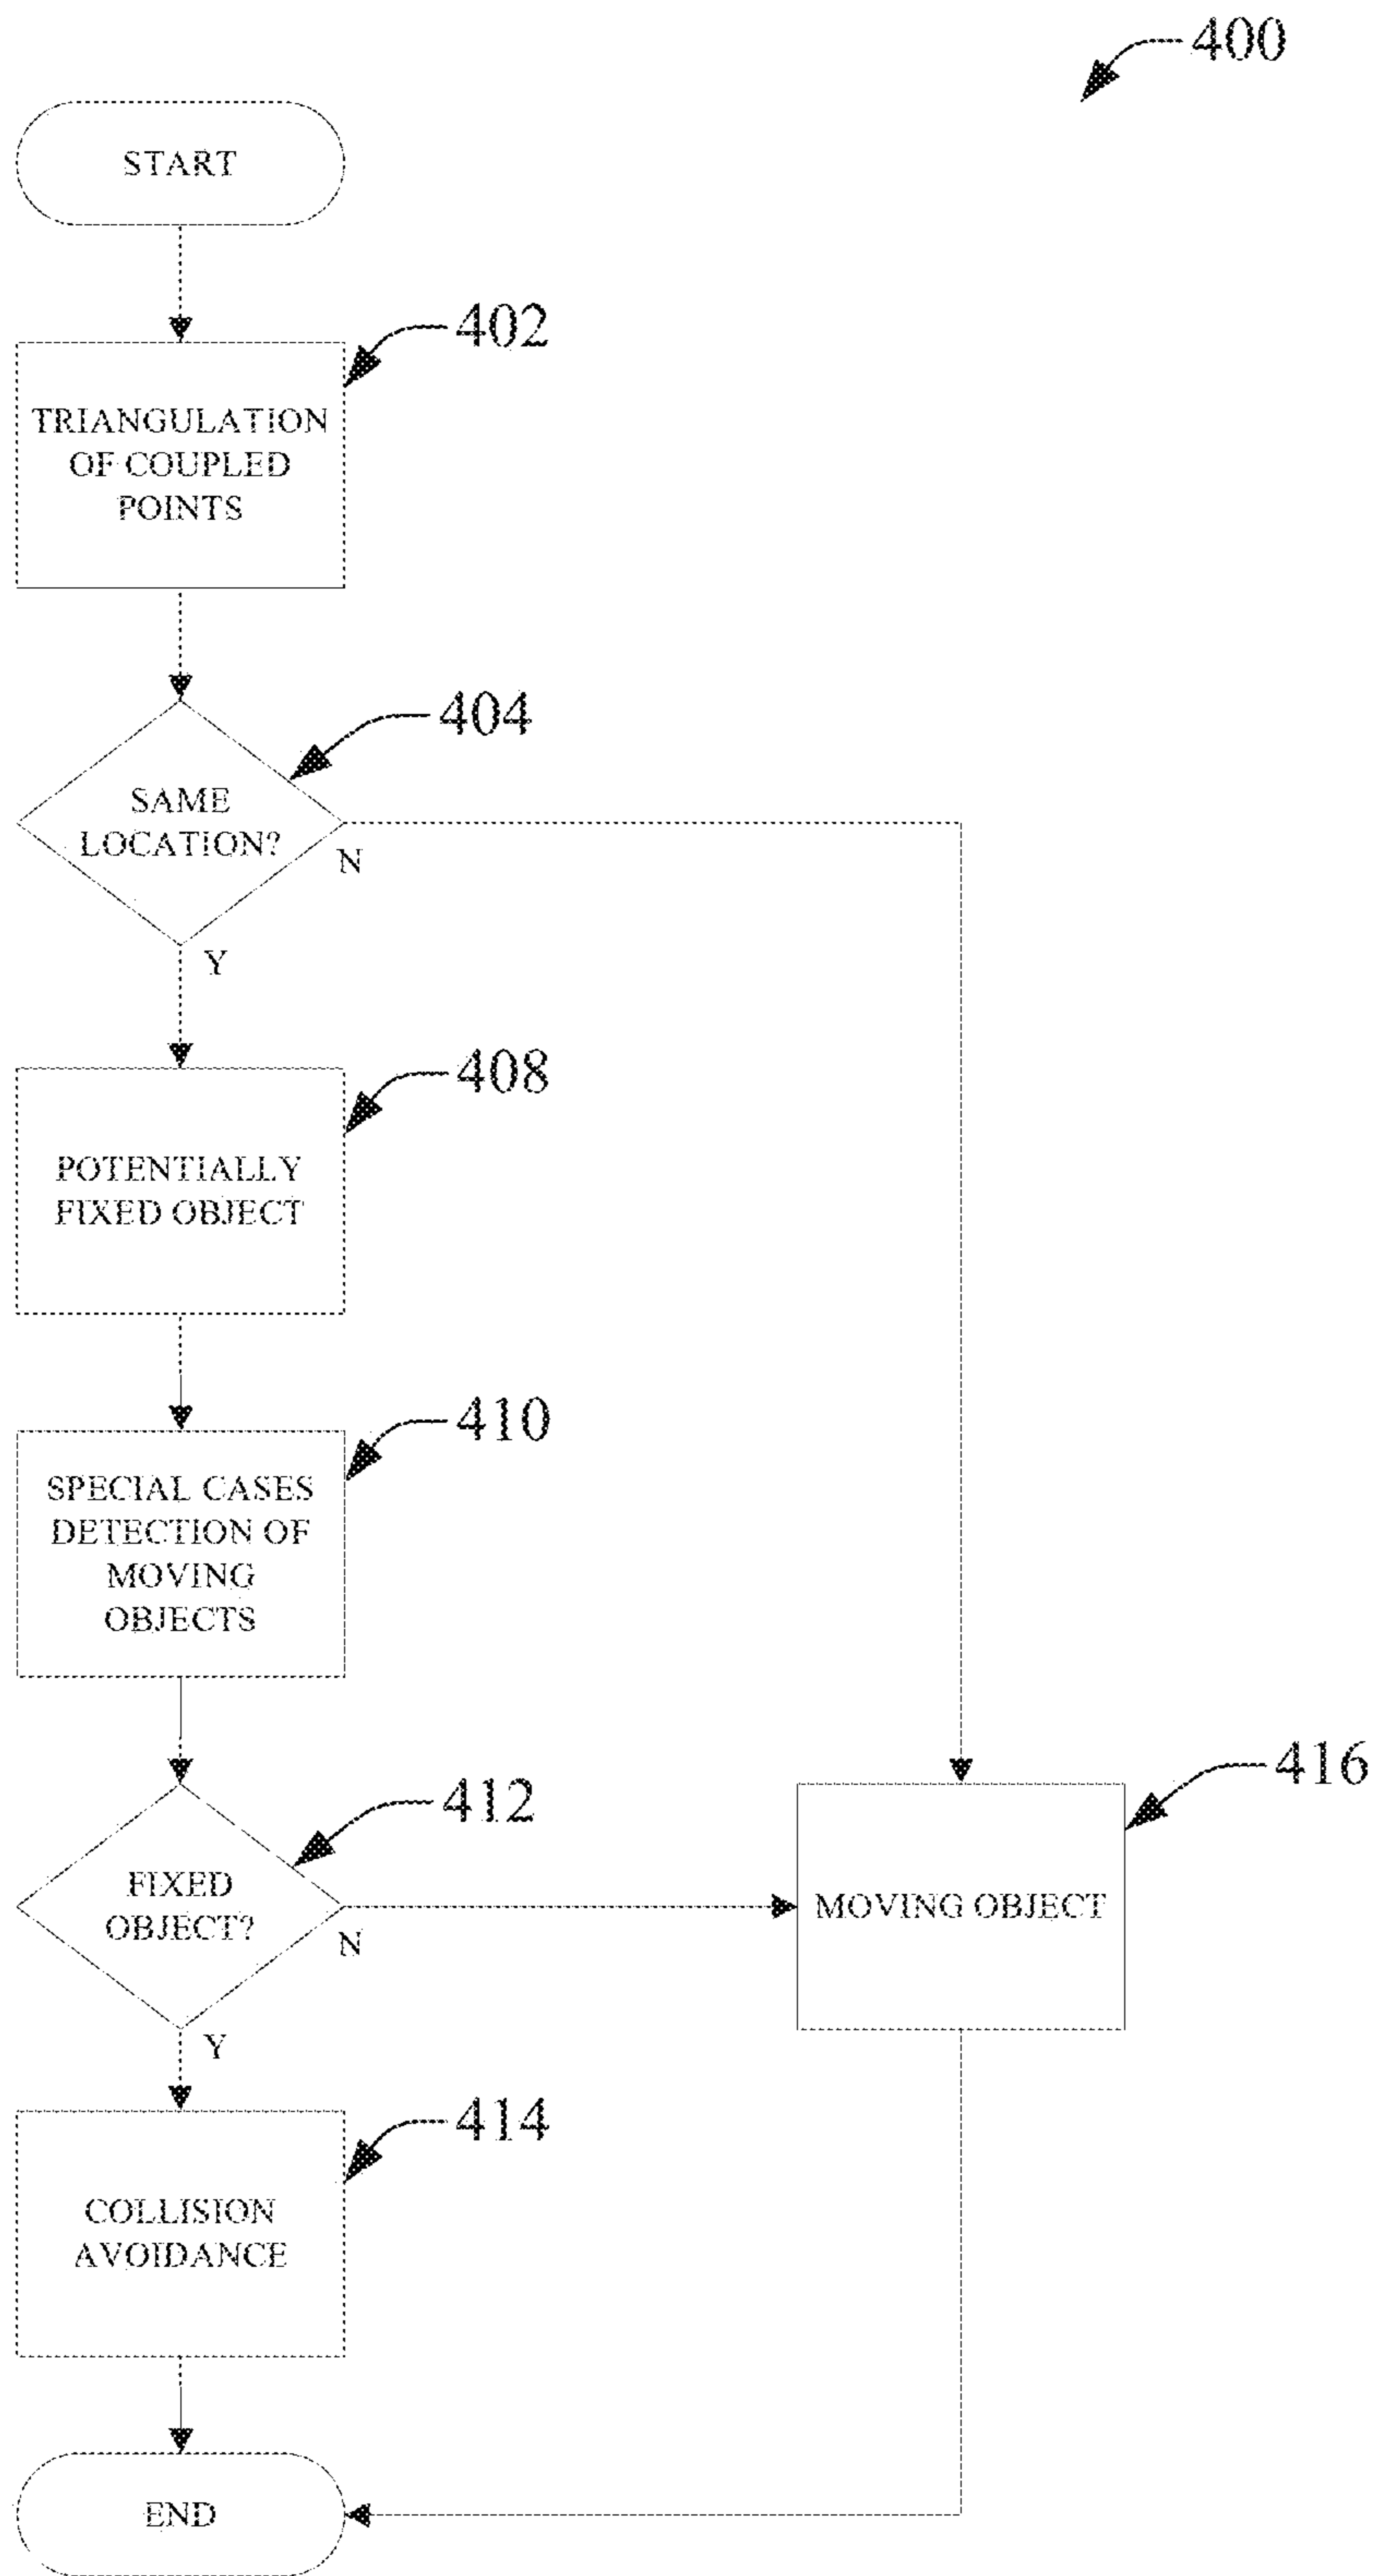 400
START
402
TRIANGULATION
OF COUPLED
POINTS
404
SAME
LOCATION?
N
Y
408
POTENTIALLY
FIXED OBJECT
410
SPECIAL CASES
DETECTION OF
MOVING
OBJECTS
412
FIXED
OBJECT?
N
Y
416
MOVING OBJECT
414
COLLISION
AVOIDANCE
END